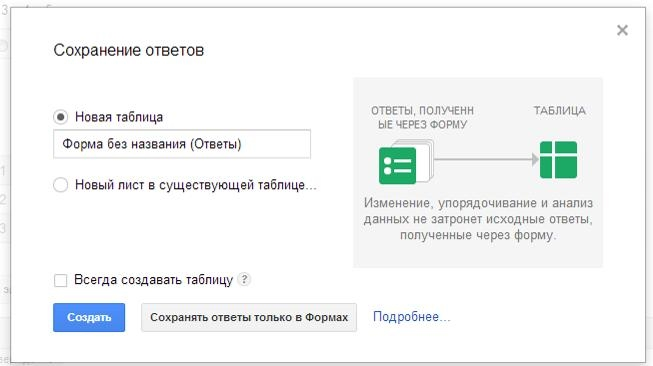 Сохранение ответов
Новая таблица
Форма без названия (Ответы)
Новый лист в существующей таблице...
ОТВЕТЫ, ПОЛУЧЕНН
ЫЕ ЧЕРЕЗ ФОРМУ
ТАБЛИЦА
Изменение, упорядочивание и анализ
данных не затронет исходные ответы,
полученные через форму.
Всегда создавать таблицу ?
Создать
Сохранять ответы только в Формах
Подробнее...